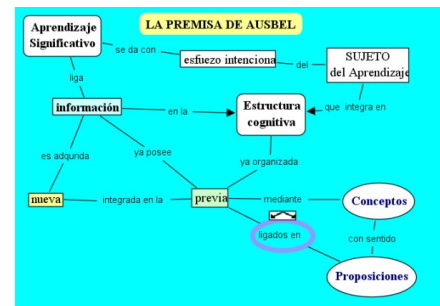 LA PREMISA DE AUSBEL
Aprendizaje
Significativo
se da con
esfuezo intenciona
del
SUJETO
del Aprendizaje
liga
información
en la
Estructura
cognitiva
que integra en
es adqurida
ya posee
ya organizada
nueva
integrada en la
previa
mediante
Conceptos
ligados en
con sentido
Proposiciones